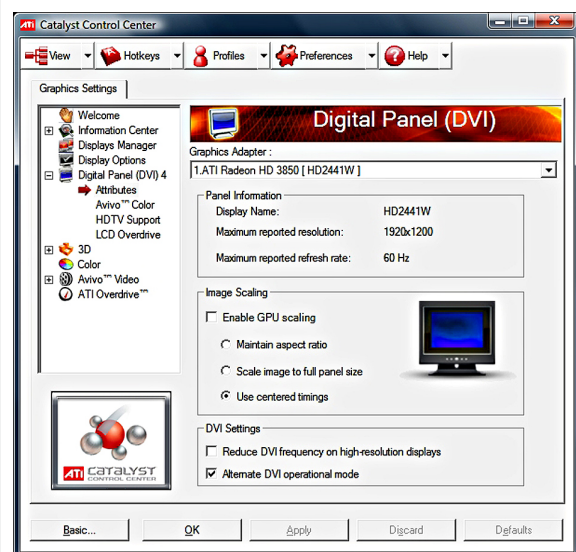 Catalyst Control Center
View Hotkeys Profiles Preferences Help
Graphics Settings
Welcome
Information Center
Displays Manager
Display Options
Digital Panel (DVI) 4
Attributes
Avivo™ Color
HDTV Support
LCD Overdrive
3D
Color
Avivo™ Video
ATI Overdrive™
ATI CATALYST
CONTROL CENTER
Digital Panel (DVI)
Graphics Adapter :
1.ATI Radeon HD 3850 [ HD2441W ]
Panel Information
Display Name: HD2441W
Maximum reported resolution: 1920x1200
Maximum reported refresh rate: 60 Hz
Image Scaling
Enable GPU scaling
Maintain aspect ratio
Scale image to full panel size
Use centered timings
DVI Settings
Reduce DVI frequency on high-resolution displays
Alternate DVI operational mode
Basic... OK Apply Discard Defaults